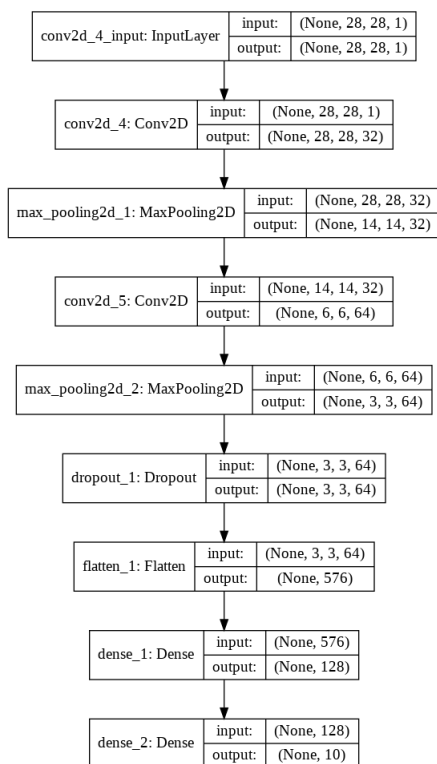 conv2d_4_input: InputLayer
input: (None, 28, 28, 1)
output: (None, 28, 28, 1)
conv2d_4: Conv2D
input: (None, 28, 28, 1)
output: (None, 28, 28, 32)
max_pooling2d_1: MaxPooling2D
input: (None, 28, 28, 32)
output: (None, 14, 14, 32)
conv2d_5: Conv2D
input: (None, 14, 14, 32)
output: (None, 6, 6, 64)
max_pooling2d_2: MaxPooling2D
input: (None, 6, 6, 64)
output: (None, 3, 3, 64)
dropout_1: Dropout
input: (None, 3, 3, 64)
output: (None, 3, 3, 64)
flatten_1: Flatten
input: (None, 3, 3, 64)
output: (None, 576)
dense_1: Dense
input: (None, 576)
output: (None, 128)
dense_2: Dense
input: (None, 128)
output: (None, 10)